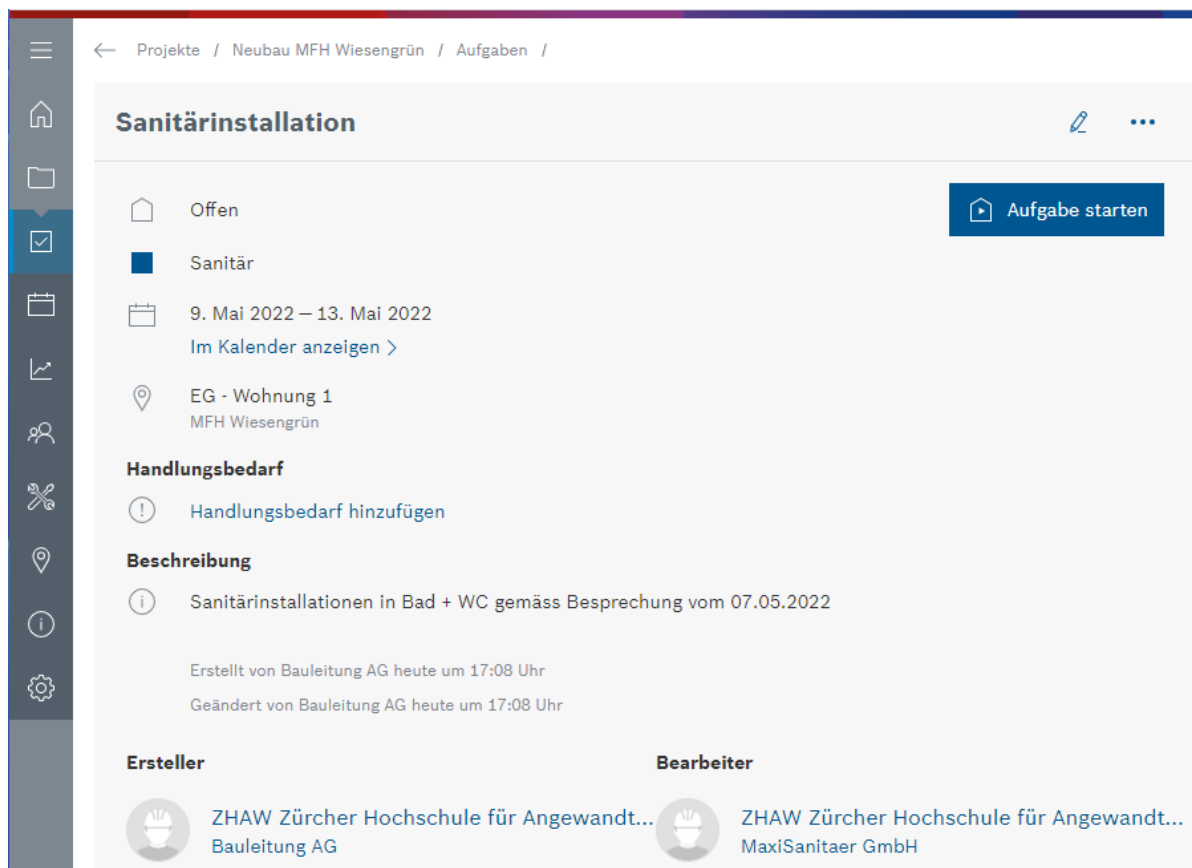 Projekte / Neubau MFH Wiesengrün / Aufgaben /
Sanitärinstallation
Offen
Aufgabe starten
Sanitär
9. Mai 2022 – 13. Mai 2022
Im Kalender anzeigen
EG - Wohnung 1
MFH Wiesengrün
Handlungsbedarf
Handlungsbedarf hinzufügen
Beschreibung
Sanitärinstallationen in Bad + WC gemäss Besprechung vom 07.05.2022
Erstellt von Bauleitung AG heute um 17:08 Uhr
Geändert von Bauleitung AG heute um 17:08 Uhr
Ersteller
ZHAW Zürcher Hochschule für Angewandt...
Bauleitung AG
Bearbeiter
ZHAW Zürcher Hochschule für Angewandt...
MaxiSanitaer GmbH